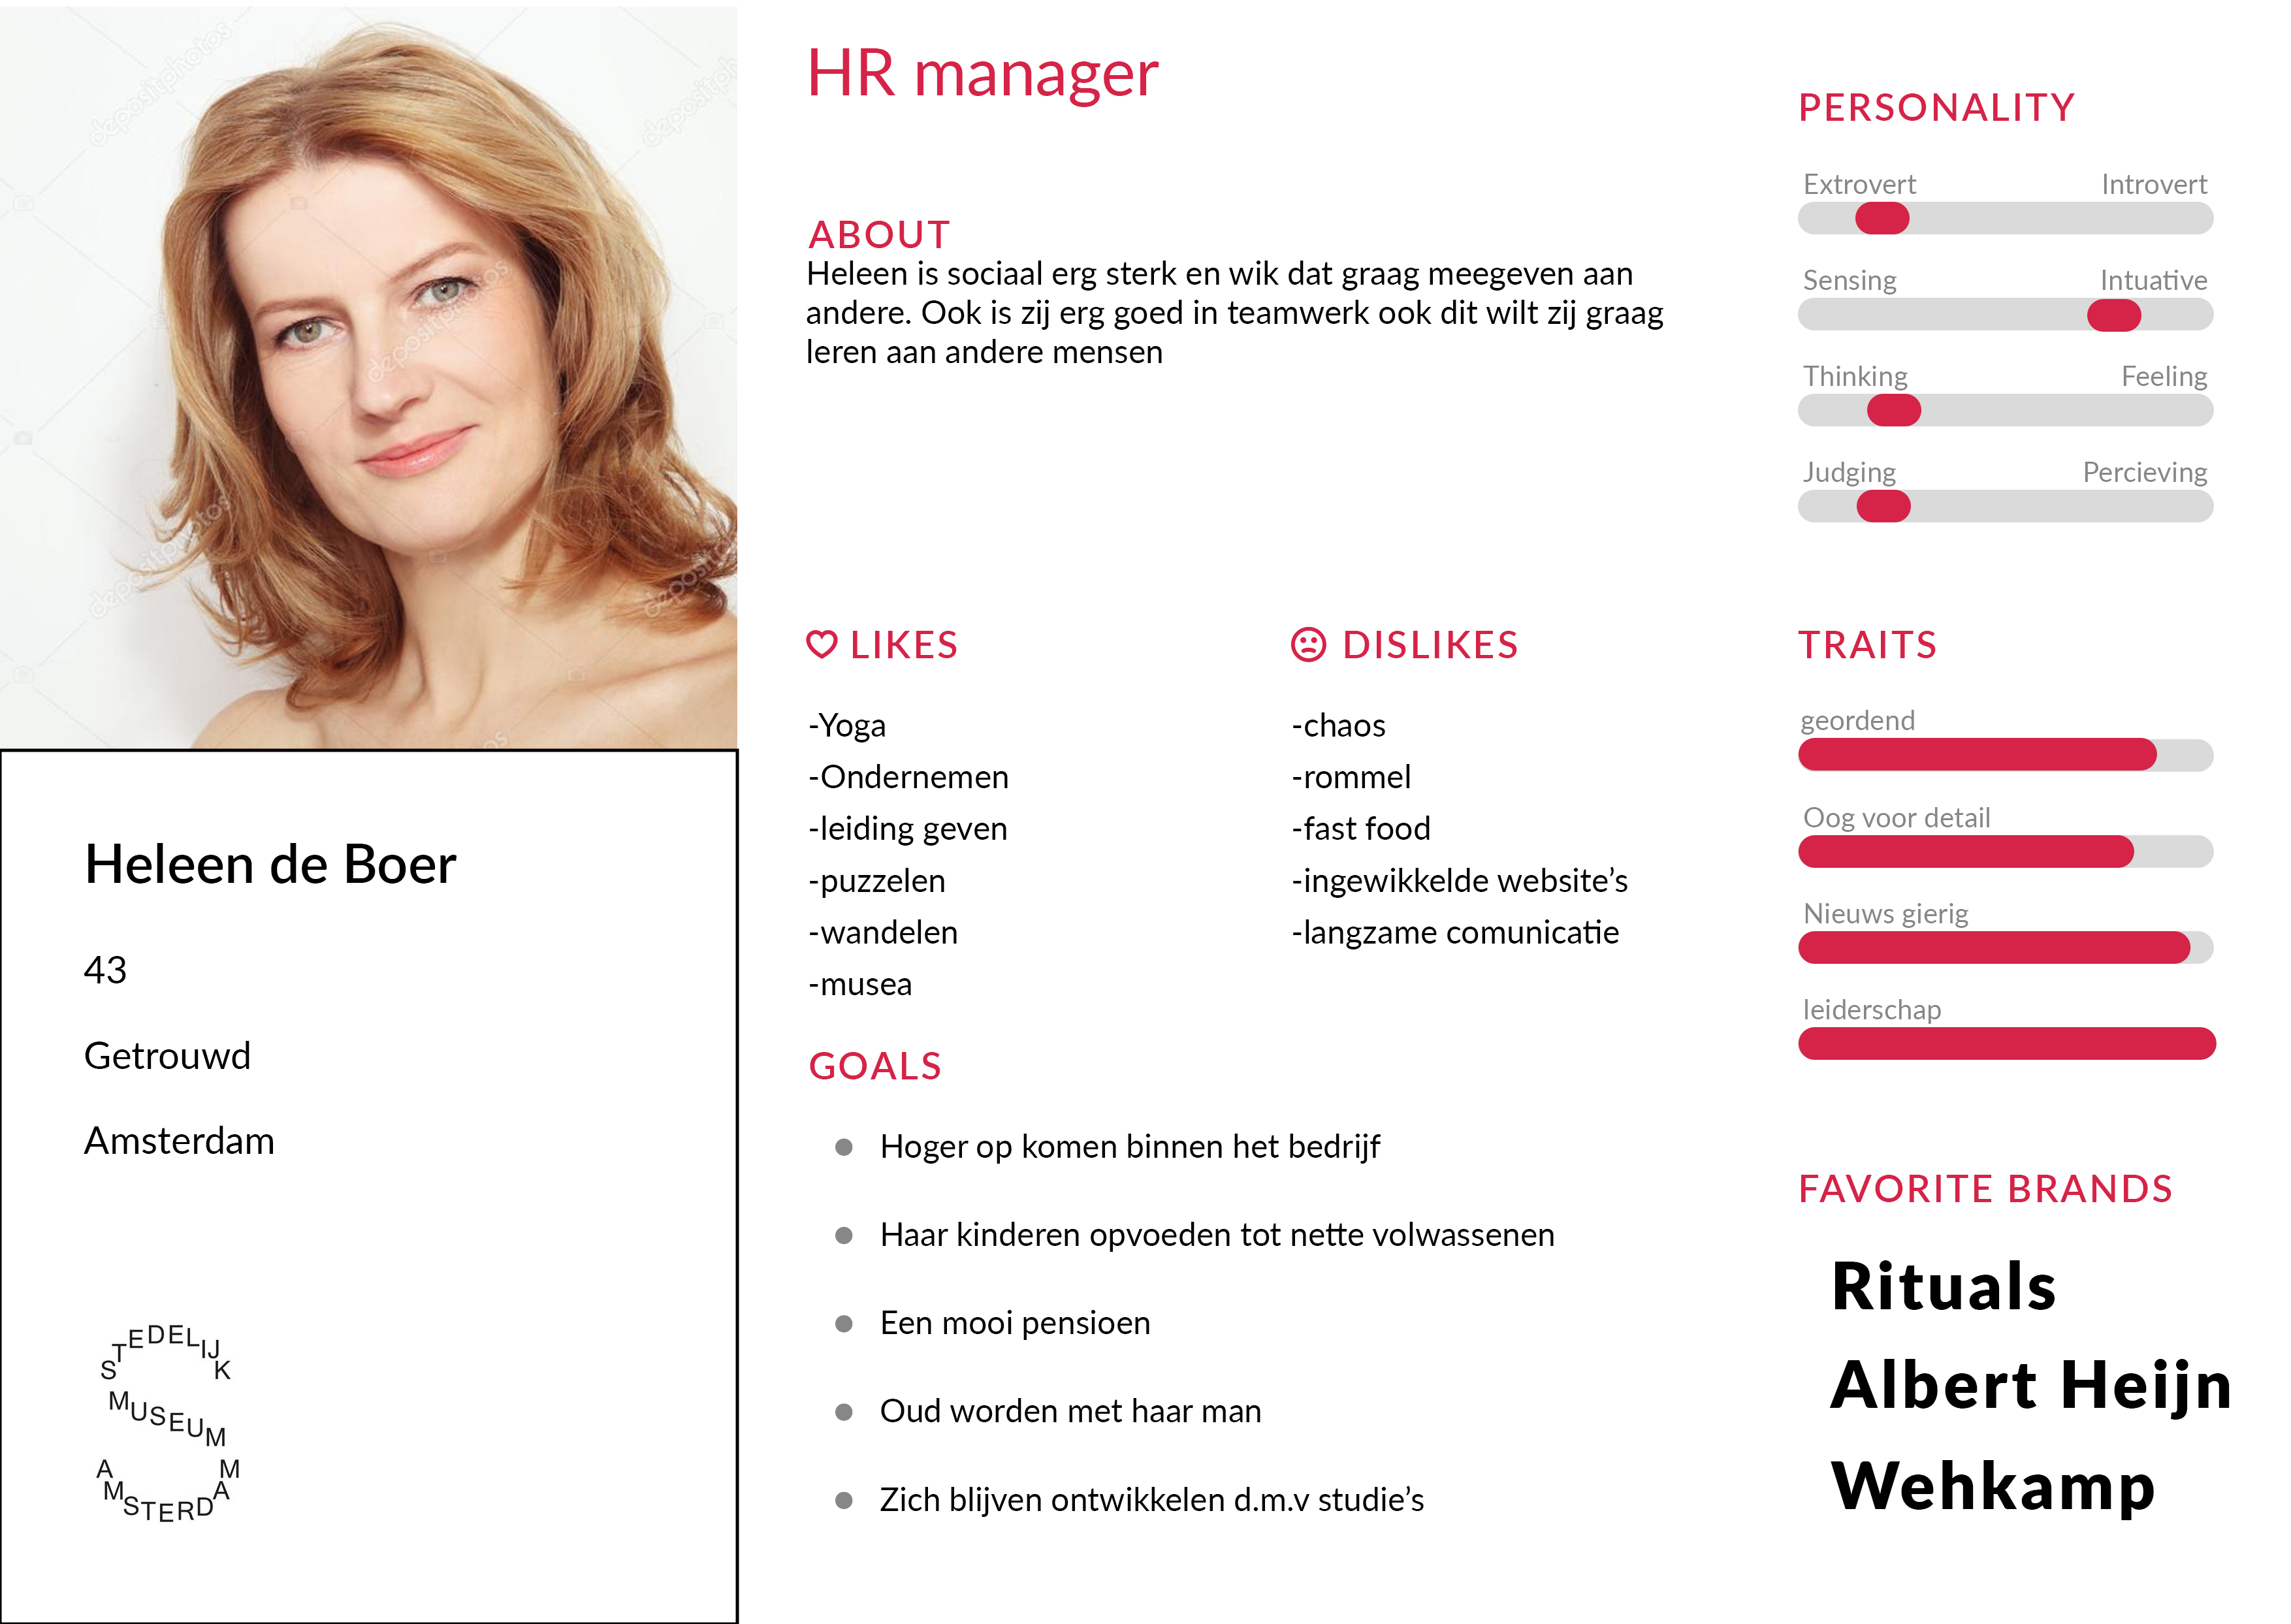 depositphotos
HR manager
ABOUT
Heleen is sociaal erg sterk en wik dat graag meegeven aan
andere. Ook is zij erg goed in teamwerk ook dit wilt zij graag
leren aan andere mensen
PERSONALITY
Extrovert Introvert
Sensing Intuative
Thinking Feeling
Judging Percieving
LIKES
-Yoga
-Ondernemen
-leiding geven
-puzzelen
-wandelen
-musea
DISLIKES
-chaos
-rommel
-fast food
-ingewikkelde website’s
-langzame comunicatie
TRAITS
geordend
Oog voor detail
Nieuws gierig
leiderschap
Heleen de Boer
43
Getrouwd
Amsterdam
STEDELIJK
MUSEUM
AMSTERDAM
GOALS
Hoger op komen binnen het bedrijf
Haar kinderen opvoeden tot nette volwassenen
Een mooi pensioen
Oud worden met haar man
Zich blijven ontwikkelen d.m.v studie’s
FAVORITE BRANDS
Rituals
Albert Heijn
Wehkamp